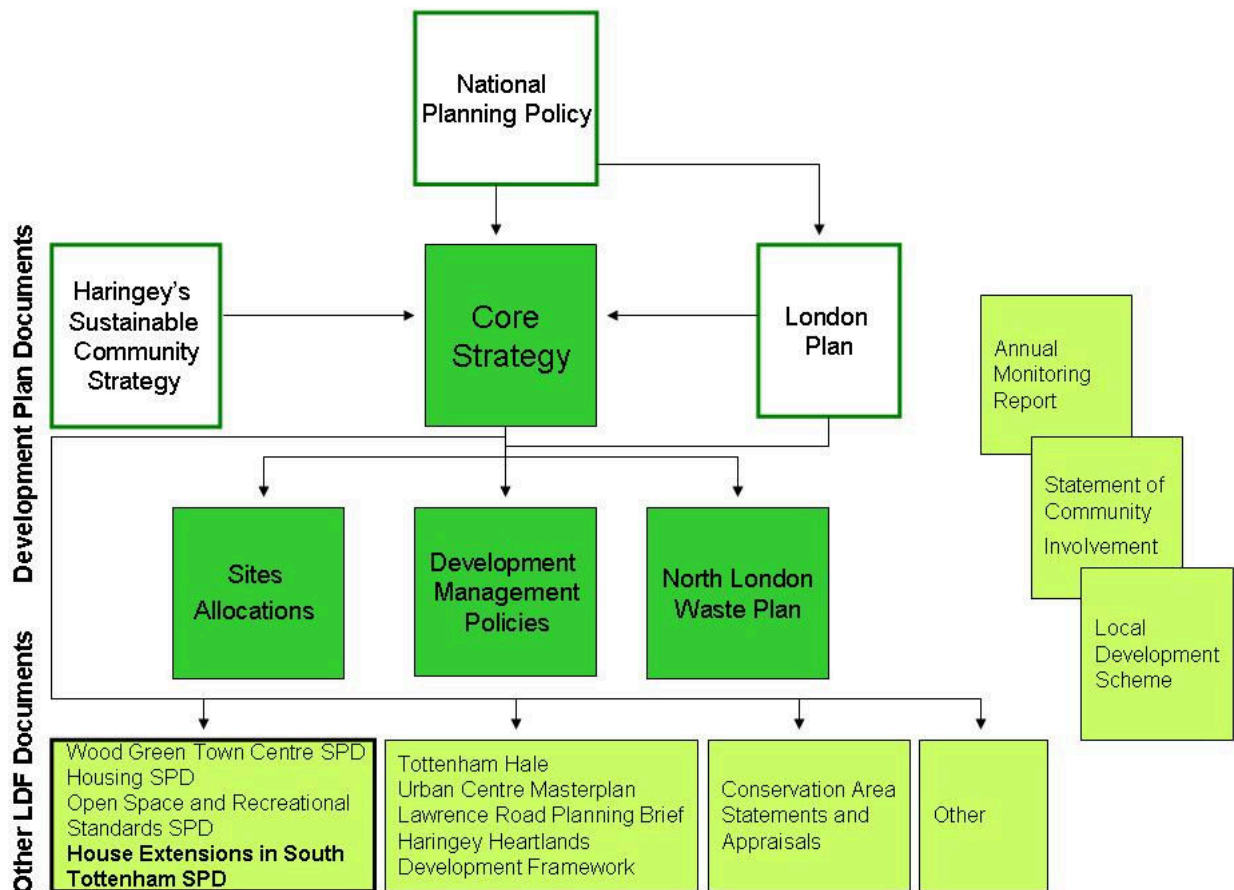 National
Planning Policy
Development Plan Documents
Haringey's
Sustainable
Community
Strategy
Core
Strategy
London
Plan
Annual
Monitoring
Report
Statement of
Community
Involvement
Local
Development
Scheme
Sites
Allocations
Development
Management
Policies
North London
Waste Plan
Other LDF Documents
Wood Green Town Centre SPD
Housing SPD
Open Space and Recreational
Standards SPD
House Extensions in South
Tottenham SPD
Tottenham Hale
Urban Centre Masterplan
Lawrence Road Planning Brief
Haringey Heartlands
Development Framework
Conservation Area
Statements and
Appraisals
Other